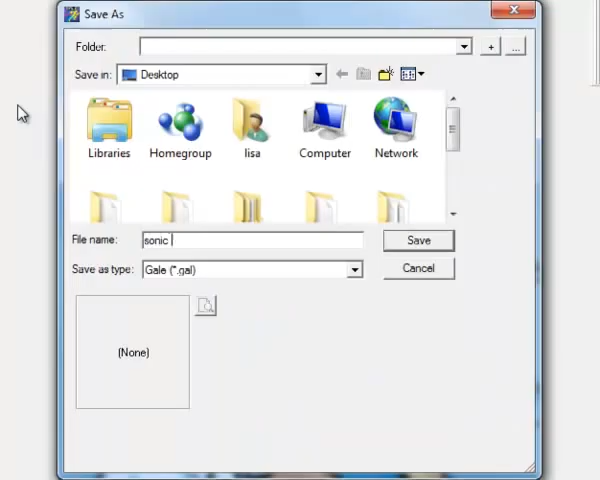 Save As
Folder:
+ ...
Save in: Desktop
Libraries Homegroup lisa Computer Network
File name: sonic
Save
Save as type: Gale (*.gal)
Cancel
(None)